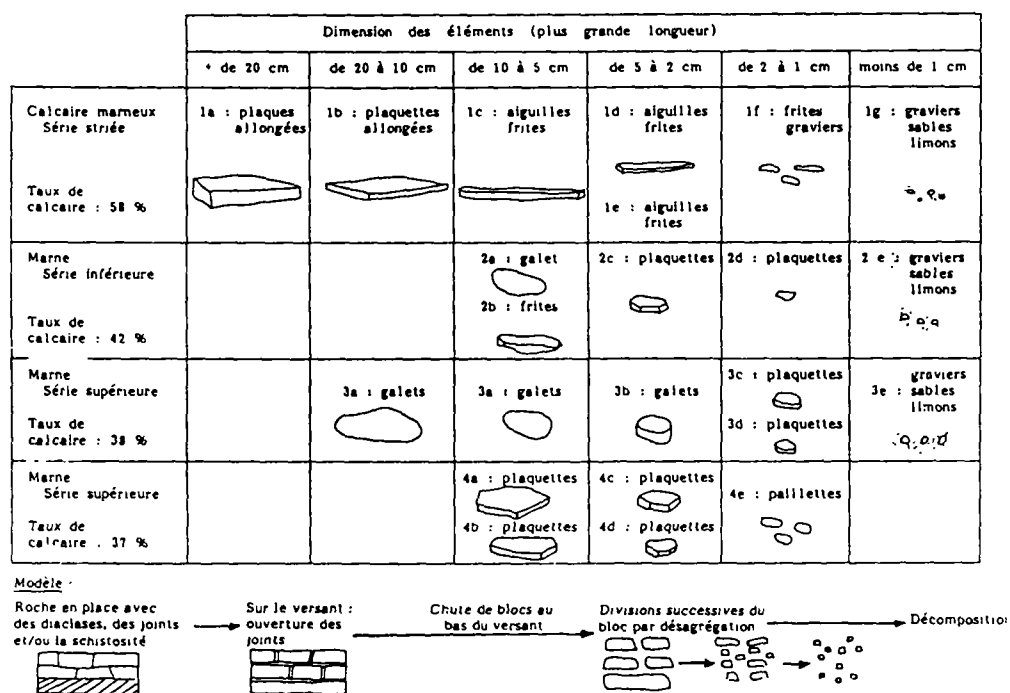 Dimension des éléments (plus grande longueur)
+ de 20 cm
de 20 à 10 cm
de 10 à 5 cm
de 5 à 2 cm
de 2 à 1 cm
moins de 1 cm
Calcaire marneux
Série striée
Taux de
calcaire : 58 %
1a : plaques
allongées
1b : plaquettes
allongées
1c : aiguilles
frites
1d : aiguilles
frites
1e : aiguilles
frites
1f : frites
graviers
1g : graviers
sables
limons
Marne
Série inférieure
Taux de
calcaire : 42 %
2a : galet
2b : frites
2c : plaquettes
2d : plaquettes
2 e : graviers
sables
limons
Marne
Série supérieure
Taux de
calcaire : 38 %
3a : galets
3a : galets
3b : galets
3c : plaquettes
3d : plaquettes
graviers
3e : sables
limons
Marne
Série supérieure
Taux de
calcaire . 37 %
4a : plaquettes
4b : plaquettes
4c : plaquettes
4d : plaquettes
4e : paillettes
Modèle :
Roche en place avec
des diaclases, des joints
et/ou la schistosité
Sur le versant :
ouverture des
joints
Chute de blocs au
bas du versant
Divisions successives du
bloc par désagrégation
Décomposition